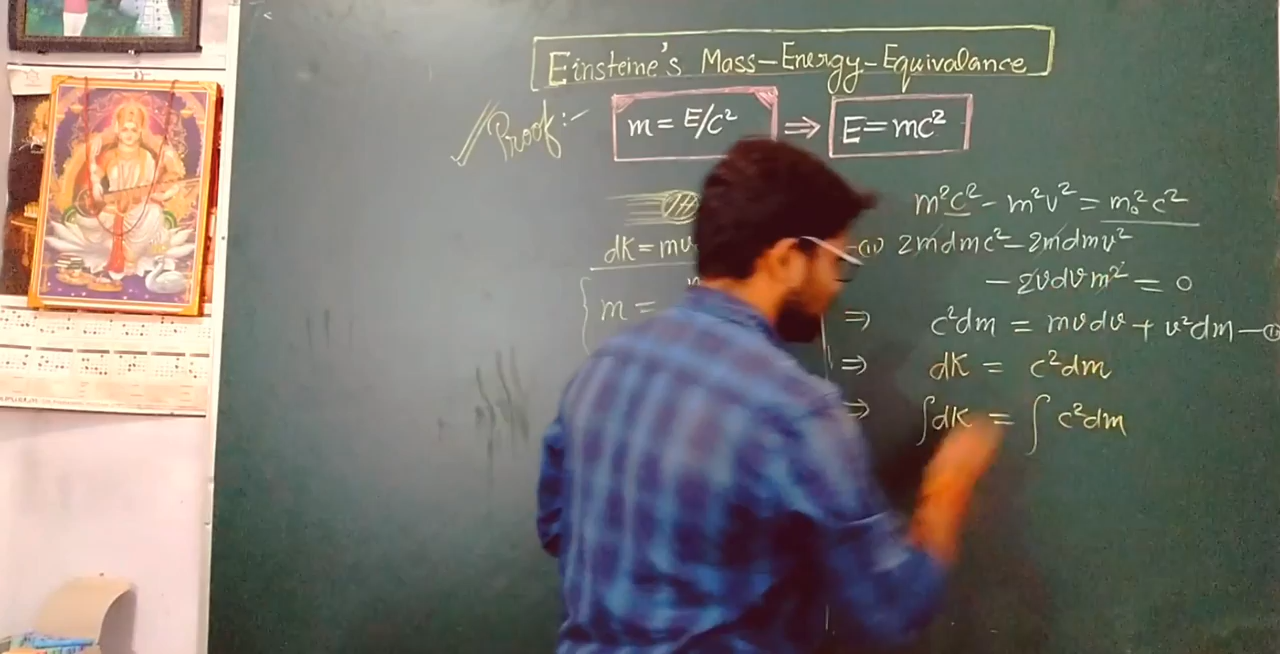 Einsteine's Mass-Energy-Equivalance
Proof:-
m = E/c² ⇒ E=mc²
dK = mv
m =
m²c² - m²v² = m₀²c²
-(1) 2mdmc² - 2mdmv²
- 2vdvm² = 0
⇒ c²dm = mvdv + v²dm -
⇒ dK = c²dm
⇒ ∫dK = ∫ c²dm